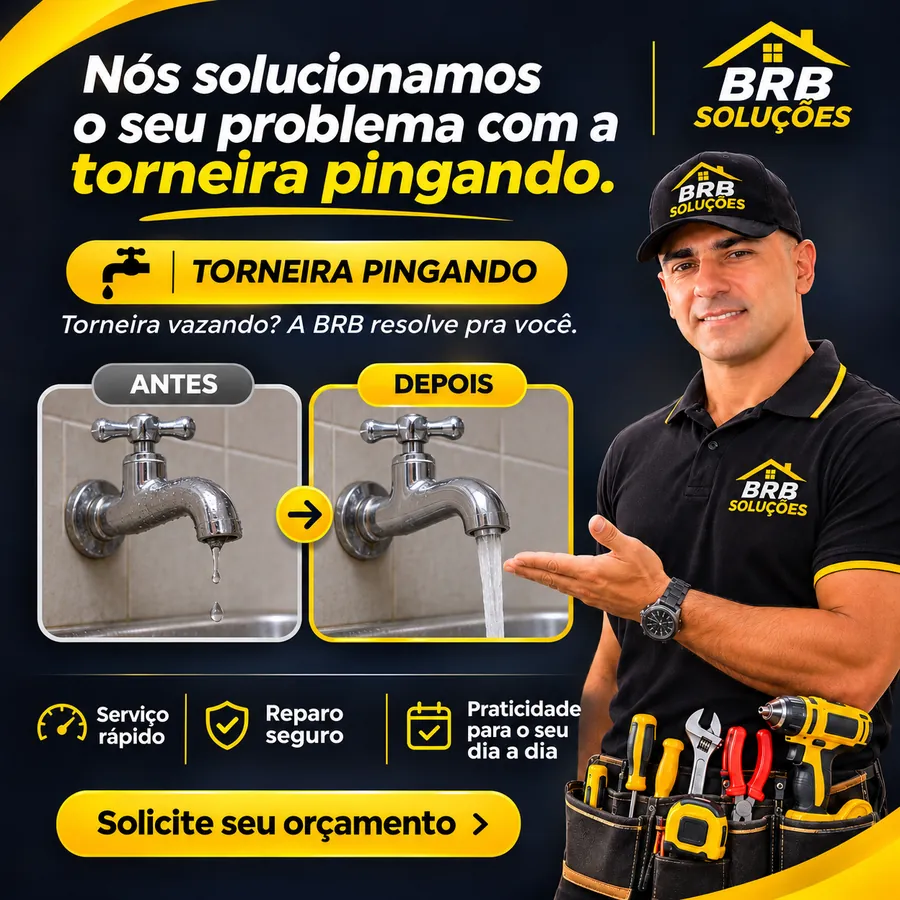 Nós solucionamos
o seu problema com a
torneira pingando.
BRB
SOLUÇÕES
BRB
SOLUÇÕES
TORNEIRA PINGANDO
Torneira vazando? A BRB resolve pra você.
ANTES
DEPOIS
BRB
SOLUÇÕES
Serviço
rápido
Reparo
seguro
Praticidade
para o seu
dia a dia
Solicite seu orçamento